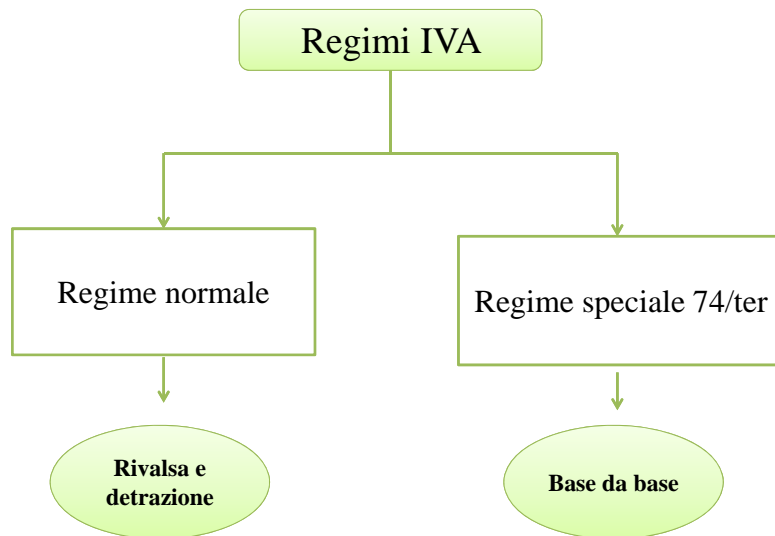 Regimi IVA
Regime normale
Regime speciale 74/ter
Rivalsa e
detrazione
Base da base